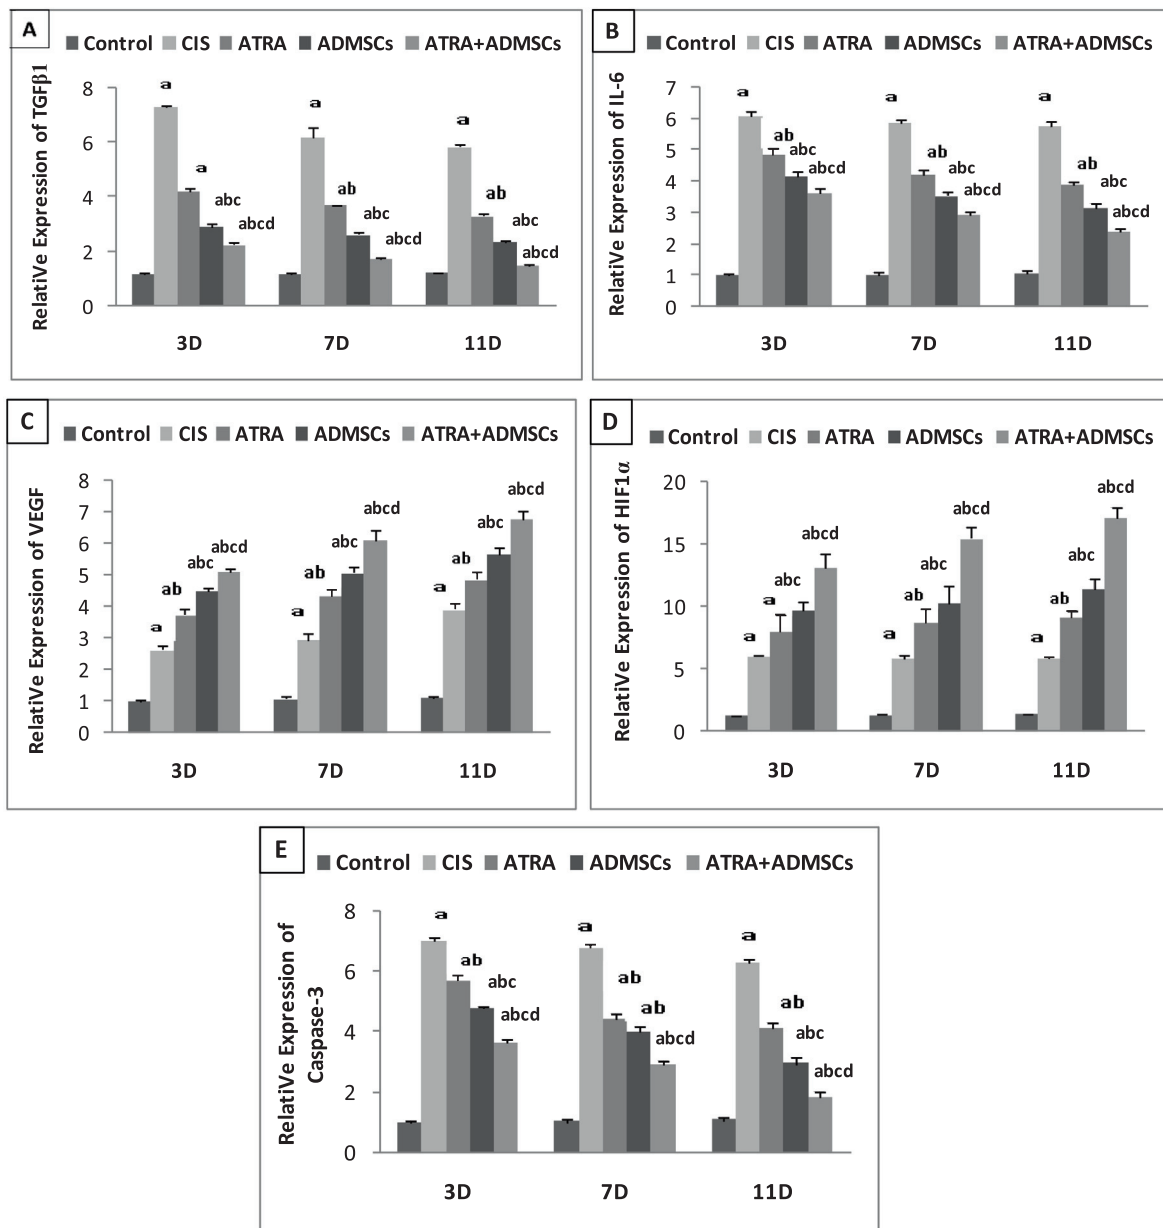 A
Control CIS ATRA ADMSCs ATRA+ADMSCs
RelatiVe Expression of TGFβ1
8
6
4
2
0
a
a
abc
abcd
a
ab
abc
abcd
a
ab
abc
abcd
3D 7D 11D
B
Control CIS ATRA ADMSCs ATRA+ADMSCs
RelatiVe Expression of IL-6
7
6
5
4
3
2
1
0
a
ab
abc
abcd
a
ab
abc
abcd
a
ab
abc
abcd
3D 7D 11D
C
Control CIS ATRA ADMSCs ATRA+ADMSCs
RelatiVe Expression of VEGF
8
7
6
5
4
3
2
1
0
a
ab
abc
abcd
a
ab
abc
abcd
a
ab
abc
abcd
3D 7D 11D
D
Control CIS ATRA ADMSCs ATRA+ADMSCs
RelatiVe Expression of HIF1α
20
15
10
5
0
a
a
abc
abcd
a
ab
abc
abcd
a
ab
abc
abcd
3D 7D 11D
E
Control CIS ATRA ADMSCs ATRA+ADMSCs
RelatiVe Expression of
Caspase-3
8
6
4
2
0
a
ab
abc
abcd
a
ab
ab
abcd
a
ab
abc
abcd
3D 7D 11D